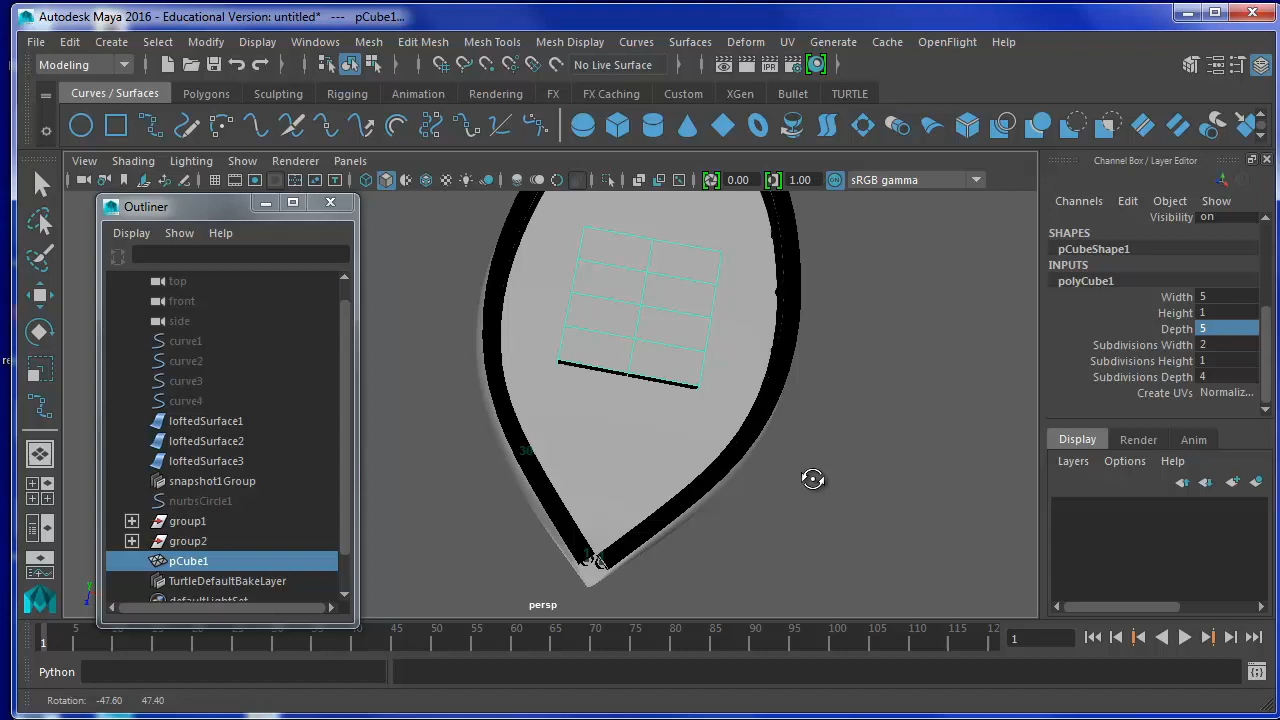 Autodesk Maya 2016 - Educational Version: untitled* --- pCube1...
File Edit Create Select Modify Display Windows Mesh Edit Mesh Mesh Tools Mesh Display Curves Surfaces Deform UV Generate Cache OpenFlight Help
Modeling No Live Surface
Curves / Surfaces Polygons Sculpting Rigging Animation Rendering FX FX Caching Custom XGen Bullet TURTLE
View Shading Lighting Show Renderer Panels
0.00 1.00 sRGB gamma
Outliner
Display Show Help
top
front
side
curve1
curve2
curve3
curve4
loftedSurface1
loftedSurface2
loftedSurface3
snapshot1Group
nurbsCircle1
group1
group2
pCube1
TurtleDefaultBakeLayer
defaultLightSet
30
persp
Channel Box / Layer Editor
Channels Edit Object Show
Visibility on
SHAPES
pCubeShape1
INPUTS
polyCube1
Width 5
Height 1
Depth 5
Subdivisions Width 2
Subdivisions Height 1
Subdivisions Depth 4
Create UVs Normaliz...
Display Render Anim
Layers Options Help
1 5 10 15 20 25 30 35 40 45 50 55 60 65 70 75 80 85 90 95 100 105 110 115 12
1
Python
Rotation: -47.60 47.40